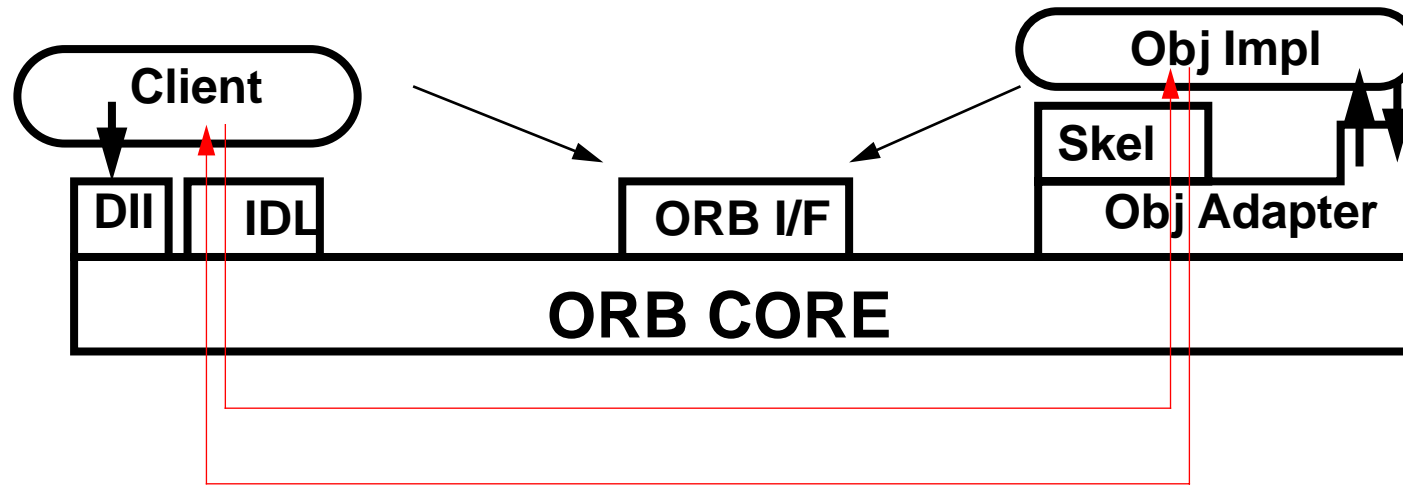 Client
Obj Impl
Skel
DII
IDL
ORB I/F
Obj Adapter
ORB CORE